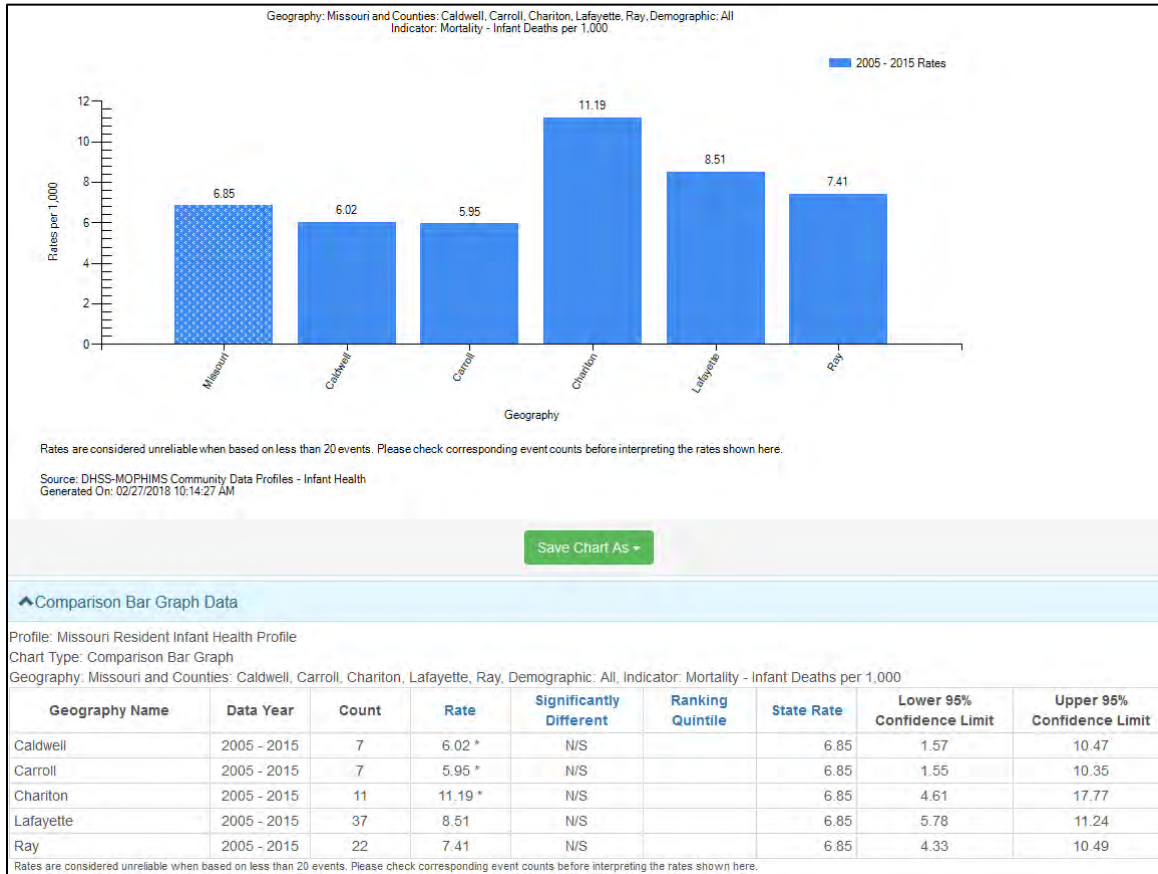 Geography: Missouri and Counties: Caldwell, Carroll, Chariton, Lafayette, Ray, Demographic: All
Indicator: Mortality - Infant Deaths per 1,000
2005 - 2015 Rates
12
10
8
6
4
2
0
Rates per 1,000
6.85
6.02
5.95
11.19
8.51
7.41
Missouri
Caldwell
Carroll
Chariton
Lafayette
Ray
Geography
Rates are considered unreliable when based on less than 20 events. Please check corresponding event counts before interpreting the rates shown here.
Source: DHSS-MOPHIMS Community Data Profiles - Infant Health
Generated On: 02/27/2018 10:14:27 AM
Save Chart As
Comparison Bar Graph Data
Profile: Missouri Resident Infant Health Profile
Chart Type: Comparison Bar Graph
Geography: Missouri and Counties: Caldwell, Carroll, Chariton, Lafayette, Ray, Demographic: All, Indicator: Mortality - Infant Deaths per 1,000
Geography Name Data Year Count Rate Significantly Different Ranking Quintile State Rate Lower 95% Confidence Limit Upper 95% Confidence Limit
Caldwell 2005 - 2015 7 6.02 * N/S 6.85 1.57 10.47
Carroll 2005 - 2015 7 5.95 * N/S 6.85 1.55 10.35
Chariton 2005 - 2015 11 11.19 * N/S 6.85 4.61 17.77
Lafayette 2005 - 2015 37 8.51 N/S 6.85 5.78 11.24
Ray 2005 - 2015 22 7.41 N/S 6.85 4.33 10.49
Rates are considered unreliable when based on less than 20 events. Please check corresponding event counts before interpreting the rates shown here.